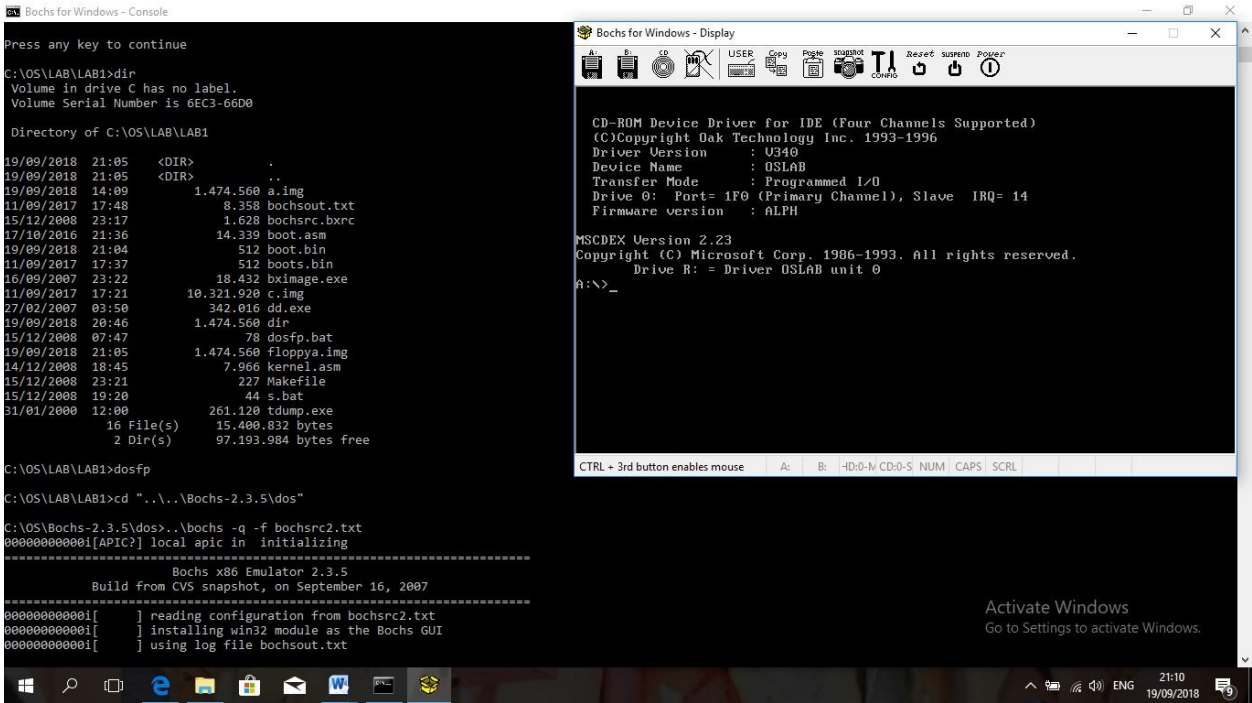 Bochs for Windows - Console
Press any key to continue
C:\OS\LAB\LAB1>dir
Volume in drive C has no label.
Volume Serial Number is 6EC3-66D0
Directory of C:\OS\LAB\LAB1
19/09/2018  21:05    <DIR>          .
19/09/2018  21:05    <DIR>          ..
19/09/2018  14:09         1.474.560 a.img
11/09/2017  17:48             8.358 bochsout.txt
15/12/2008  23:17             1.628 bochsrc.bxrc
17/10/2016  21:36            14.339 boot.asm
19/09/2018  21:04               512 boot.bin
11/09/2017  17:37               512 boots.bin
16/09/2007  23:22            18.432 bximage.exe
11/09/2017  17:21        10.321.920 c.img
27/02/2007  03:50           342.016 dd.exe
19/09/2018  20:46         1.474.560 dir
15/12/2008  07:47                78 dosfp.bat
19/09/2018  21:05         1.474.560 floppya.img
14/12/2008  18:45             7.966 kernel.asm
15/12/2008  23:21               227 Makefile
15/12/2008  19:20                44 s.bat
31/01/2000  12:00           261.120 tdump.exe
16 File(s)     15.400.832 bytes
2 Dir(s)      97.193.984 bytes free
C:\OS\LAB\LAB1>dosfp
C:\OS\LAB\LAB1>cd "..\..\Bochs-2.3.5\dos"
C:\OS\Bochs-2.3.5\dos>..\bochs -q -f bochsrc2.txt
00000000000i[APIC?] local apic in  initializing
========================================================================
Bochs x86 Emulator 2.3.5
Build from CVS snapshot, on September 16, 2007
========================================================================
00000000000i[     ] reading configuration from bochsrc2.txt
00000000000i[     ] installing win32 module as the Bochs GUI
00000000000i[     ] using log file bochsout.txt
Bochs for Windows - Display
A: B: CD USER Copy Poste snapshot CONFIG Reset SUSPEND Power
CD-ROM Device Driver for IDE (Four Channels Supported)
(C)Copyright Oak Technology Inc. 1993-1996
Driver Version      : V340
Device Name         : OSLAB
Transfer Mode       : Programmed I/O
Drive 0:  Port= 1F0 (Primary Channel), Slave  IRQ= 14
Firmware version    : ALPH
MSCDEX Version 2.23
Copyright (C) Microsoft Corp. 1986-1993. All rights reserved.
Drive R: = Driver OSLAB unit 0
A:\>_
CTRL + 3rd button enables mouse A: B: HD:0-M CD:0-S NUM CAPS SCRL
Activate Windows
Go to Settings to activate Windows.
ENG
21:10
19/09/2018
9